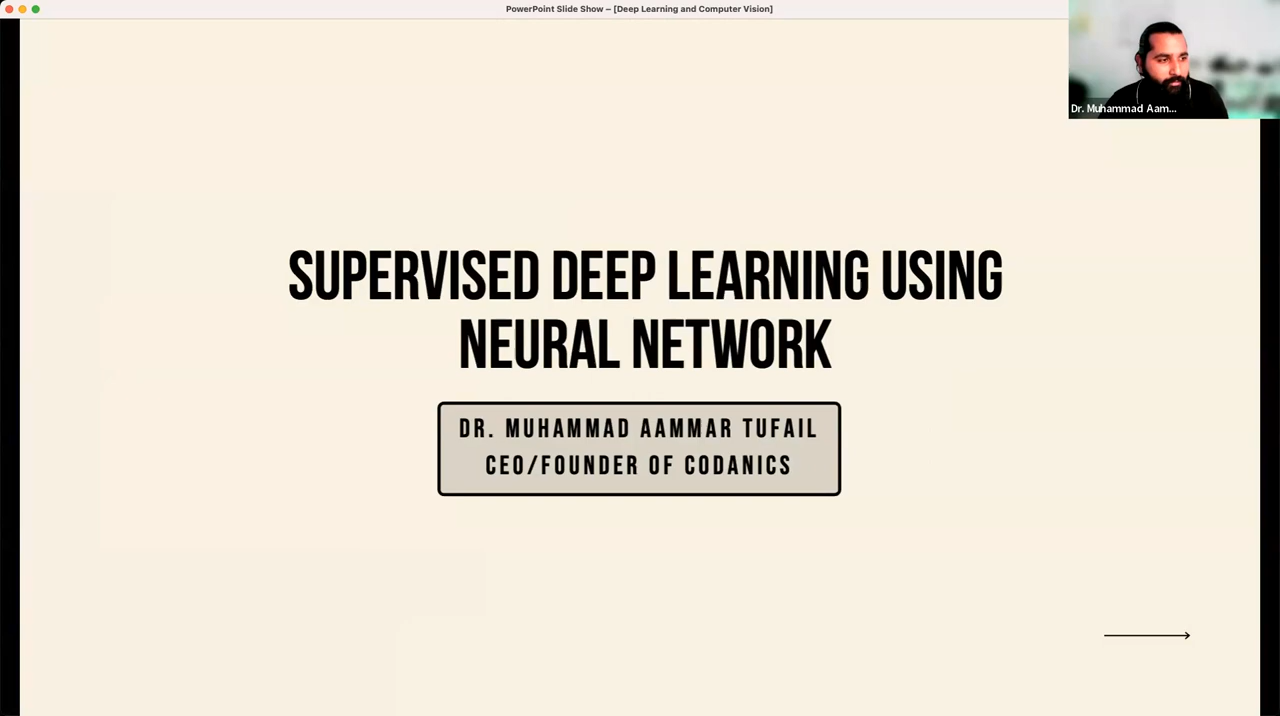 PowerPoint Slide Show – [Deep Learning and Computer Vision]
Dr. Muhammad Aam...
SUPERVISED DEEP LEARNING USING
NEURAL NETWORK
DR. MUHAMMAD AAMMAR TUFAIL
CEO/FOUNDER OF CODANICS